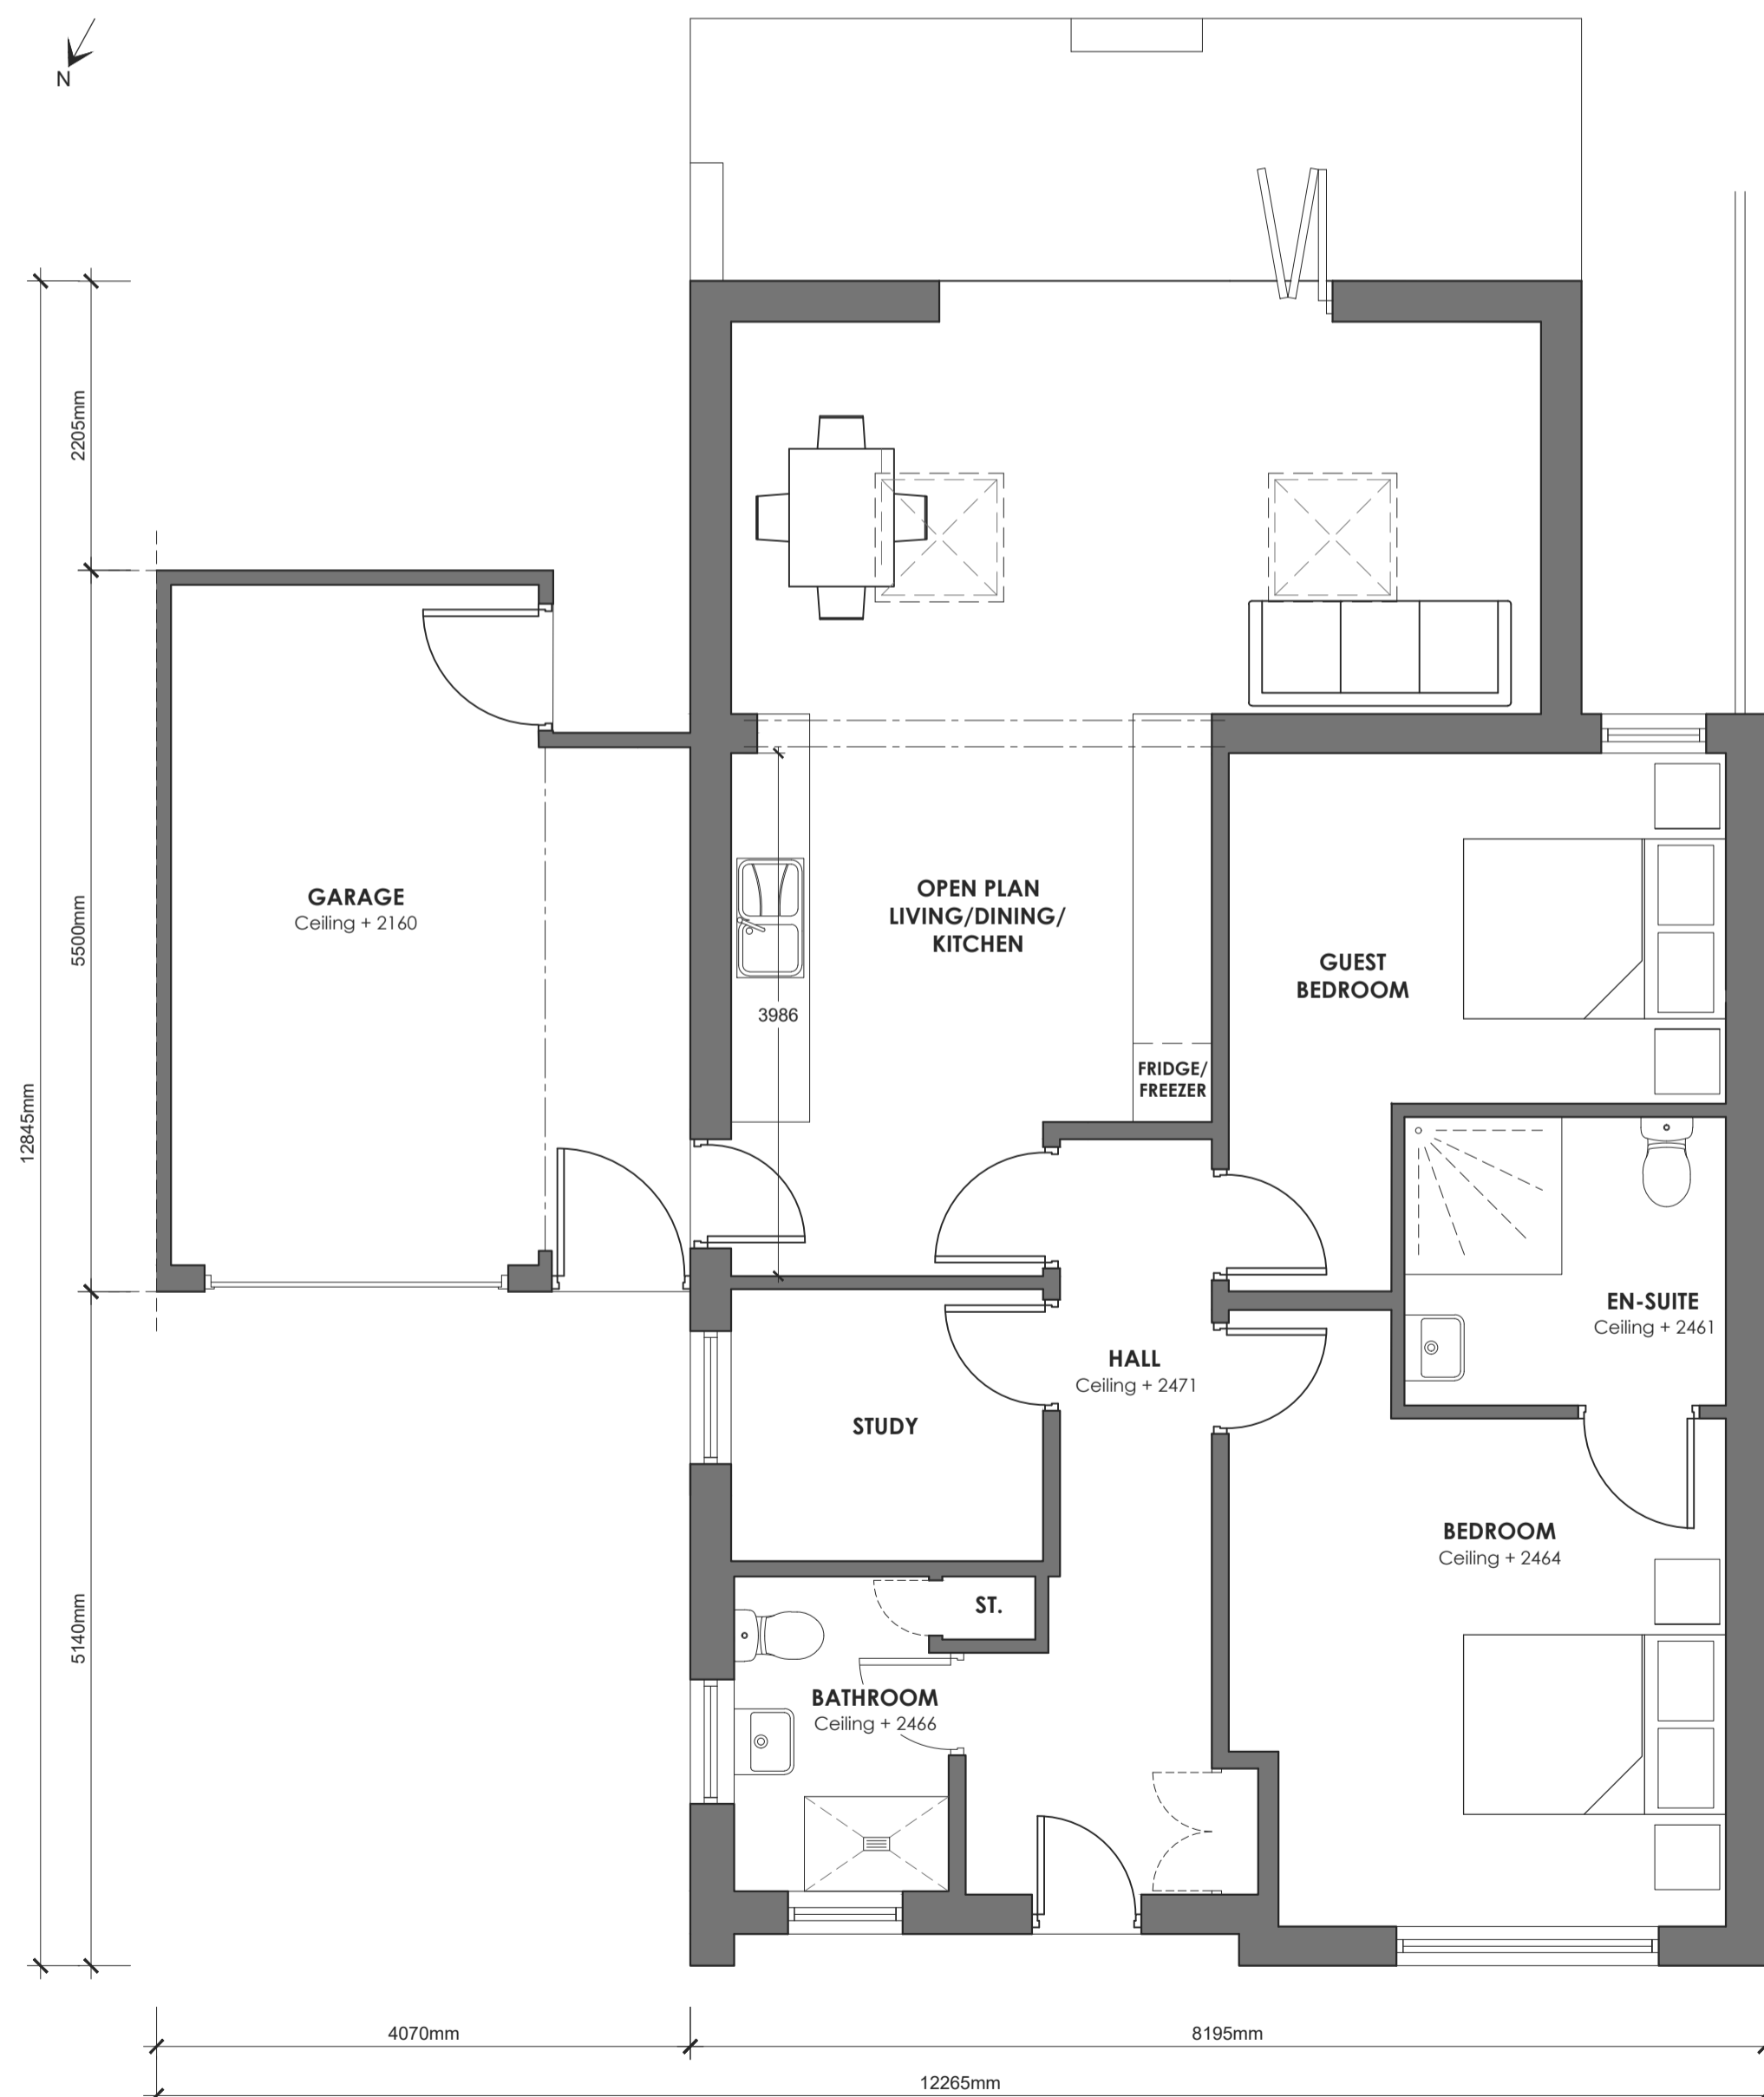 N
2205mm
5500mm
12845mm
5140mm
GARAGE
Ceiling + 2160
OPEN PLAN
LIVING/DINING/
KITCHEN
3986
FRIDGE/
FREEZER
GUEST
BEDROOM
EN-SUITE
Ceiling + 2461
HALL
Ceiling + 2471
STUDY
BEDROOM
Ceiling + 2464
ST.
BATHROOM
Ceiling + 2466
4070mm
8195mm
12265mm